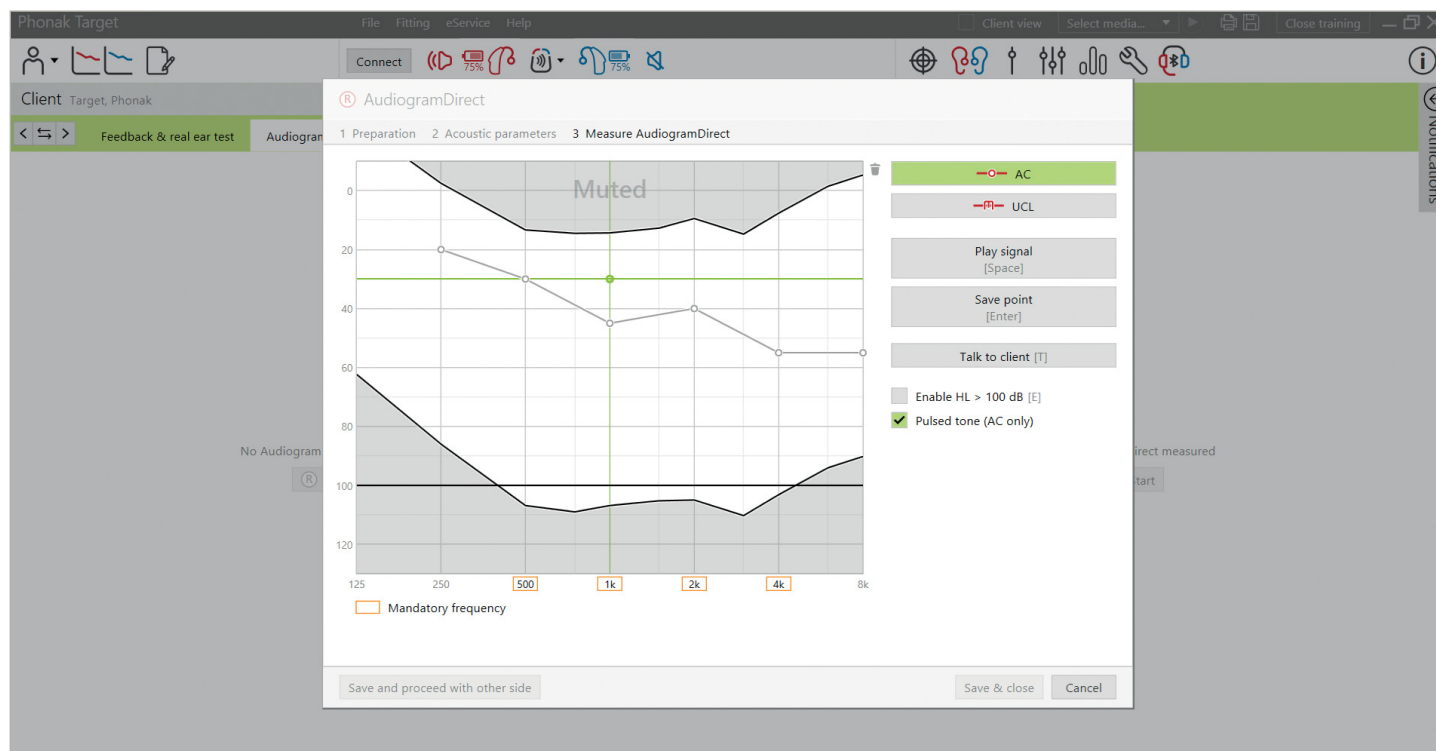 Phonak Target File Fitting eService Help Client view Select media... Close training
Connect 75% 75%
Client Target, Phonak
Notifications
Feedback & real ear test Audiogram
R AudiogramDirect
1 Preparation 2 Acoustic parameters 3 Measure AudiogramDirect
Muted
0
20
40
60
80
100
120
125 250 500 1k 2k 4k 8k
Mandatory frequency
AC
UCL
Play signal
[Space]
Save point
[Enter]
Talk to client [T]
Enable HL > 100 dB [E]
Pulsed tone (AC only)
No Audiogram
R
irect measured
tart
Save and proceed with other side Save & close Cancel